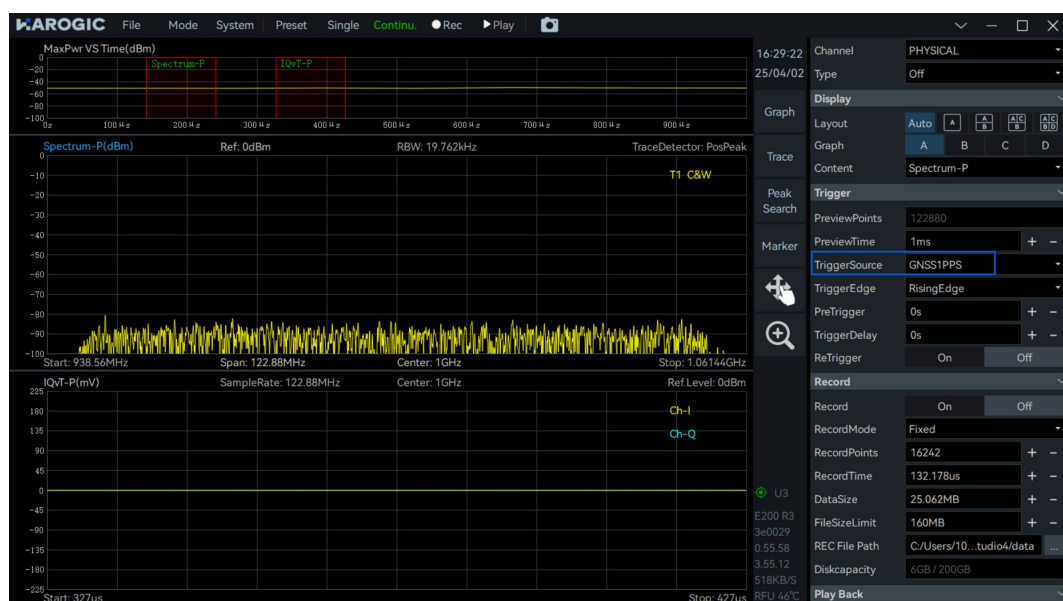 HAROGIC File Mode System Preset Single Continu. Rec Play
MaxPwr VS Time(dBm)
0
-20
-40
-60
-80
-100
Spectrum-P IQvT-P
0s 100μs 200μs 300μs 400μs 500μs 600μs 700μs 800μs 900μs
Spectrum-P(dBm) Ref: 0dBm RBW: 19.762kHz TraceDetector: PosPeak
T1 C&W
0
-10
-20
-30
-40
-50
-60
-70
-80
-90
-100
Start: 938.56MHz Span: 122.88MHz Center: 1GHz Stop: 1.06144GHz
IQvT-P(mV) SampleRate: 122.88MHz Center: 1GHz Ref.Level: 0dBm
Ch-I
Ch-Q
225
180
135
90
45
0
-45
-90
-135
-180
-225
Start: 327us Stop: 427us
16:29:22
25/04/02
Graph
Trace
Peak
Search
Marker
U3
E200 R3
3e0029
0.55.58
3.55.12
518KB/S
RFU 46°C
Channel PHYSICAL
Type Off
Display
Layout Auto A A B A C B A C B D
Graph A B C D
Content Spectrum-P
Trigger
PreviewPoints 122880
PreviewTime 1ms + -
TriggerSource GNSS1PPS
TriggerEdge RisingEdge
PreTrigger 0s + -
TriggerDelay 0s + -
ReTrigger On Off
Record
Record On Off
RecordMode Fixed
RecordPoints 16242 + -
RecordTime 132.178us + -
DataSize 25.062MB + -
FileSizeLimit 160MB + -
REC File Path C:/Users/10...tudio4/data ...
Diskcapacity 6GB / 200GB
Play Back